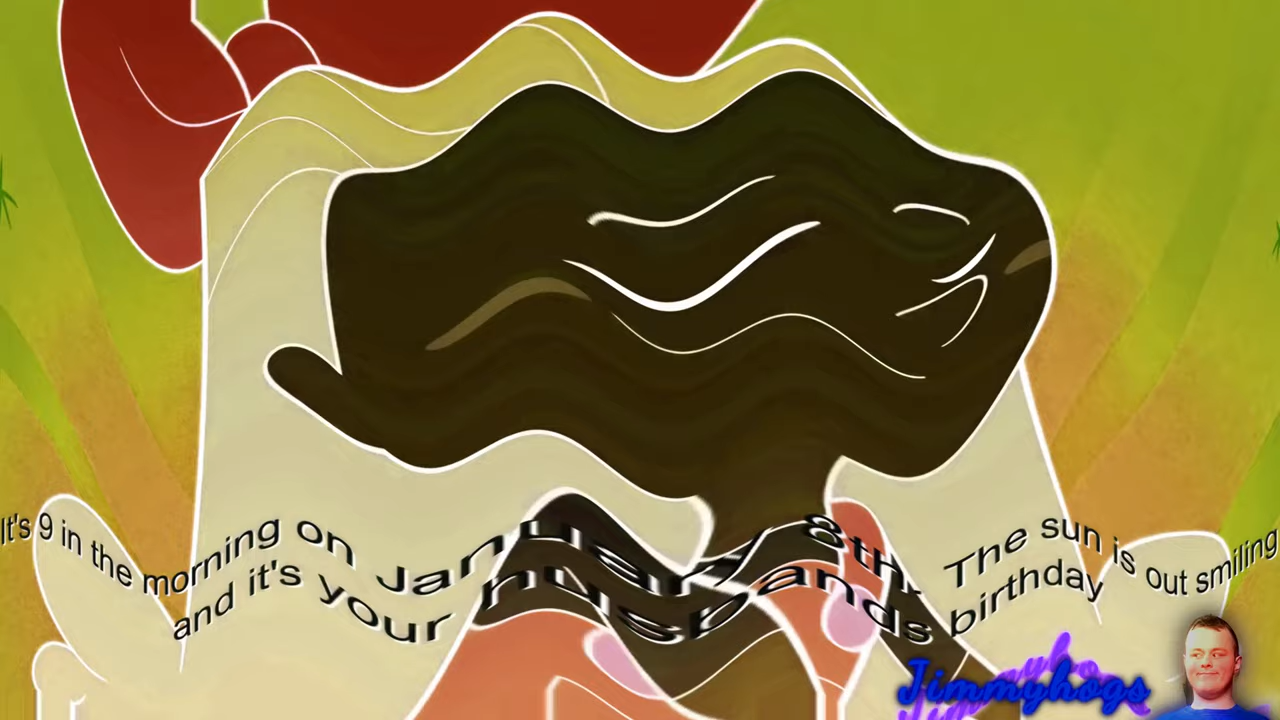 It's 9 in the morning on January 8th. The sun is out smiling
and it's your husbands birthday
Jimmyhogs